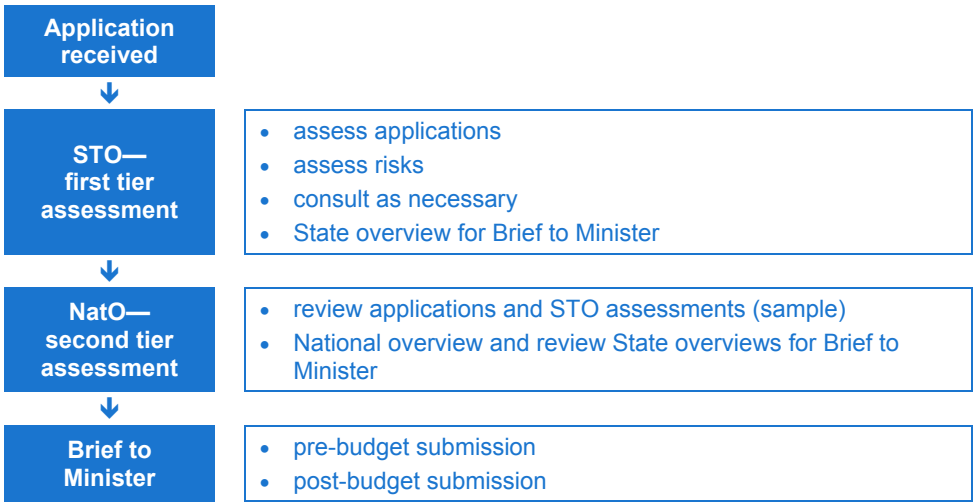 Application
received
STO—
first tier
assessment
• assess applications
• assess risks
• consult as necessary
• State overview for Brief to Minister
NatO—
second tier
assessment
• review applications and STO assessments (sample)
• National overview and review State overviews for Brief to
Minister
Brief to
Minister
• pre-budget submission
• post-budget submission